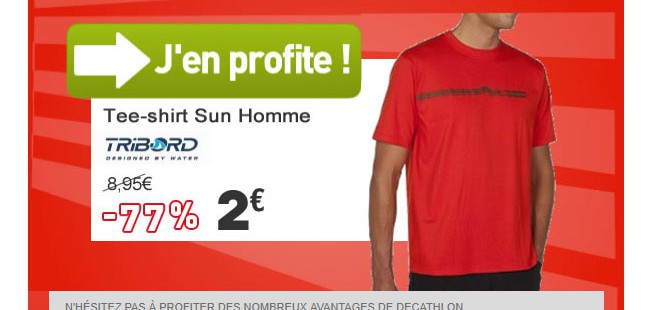 J'en profite !
Tee-shirt Sun Homme
TRIBORD
DESIGNED BY WATER
8,95€
-77% 2€
N'HÉSITEZ PAS À PROFITER DES NOMBREUX AVANTAGES DE DECATHLON